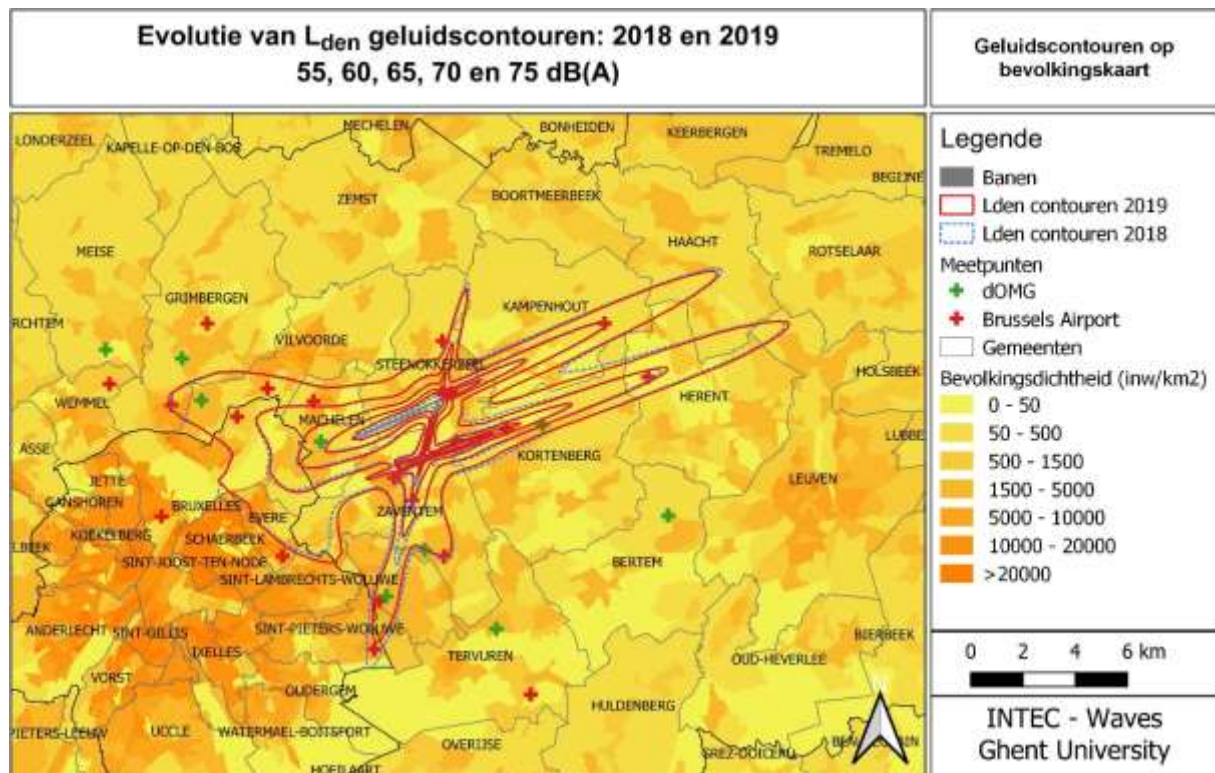 Evolutie van Lden geluidscontouren: 2018 en 2019
55, 60, 65, 70 en 75 dB(A)
Geluidscontouren op
bevolkingskaart
MECHELEN
BONHEIDEN
KEERBERGEN
LONDERZEEL
KAPELLE-OP-DEN-BOS
TREMELO
BEGIJNE
ZEMST
BOORTMEERBEEK
HAACHT
ROTSELAAR
MEISE
GRIMBERGEN
KAMPENHOUT
RCHTEM
VILVOORDE
STEENOKKERZEEL
HOLSBEEK
WEMMEL
MACHELEN
HERENT
ASSE
LUBBE
KORTENBERG
JETTE
GANSHOREN
BRUXELLES
EVERE
ZAVENTEM
LEUVEN
KOEKELBERG
SCHAERBEEK
LBEEK
SINT-JOOST-TEN-NODE
BERTEM
SINT-LAMBRECHTS-WOLUWE
ANDERLECHT
SINT-GILLIS
SINT-PIETERS-WOLUWE
BIERBEEK
IXELLES
TERVUREN
OUD-HEVERLEE
VORST
OUDERGEM
HULDENBERG
PIETERS-LEEUW
UCCLE
WATERMAEL-BOITSFORT
OVERIJSE
HOEILAART
Legende
Banen
Lden contouren 2019
Lden contouren 2018
Meetpunten
dOMG
Brussels Airport
Gemeenten
Bevolkingsdichtheid (inw/km2)
0 - 50
50 - 500
500 - 1500
1500 - 5000
5000 - 10000
10000 - 20000
>20000
0 2 4 6 km
INTEC - Waves
Ghent University